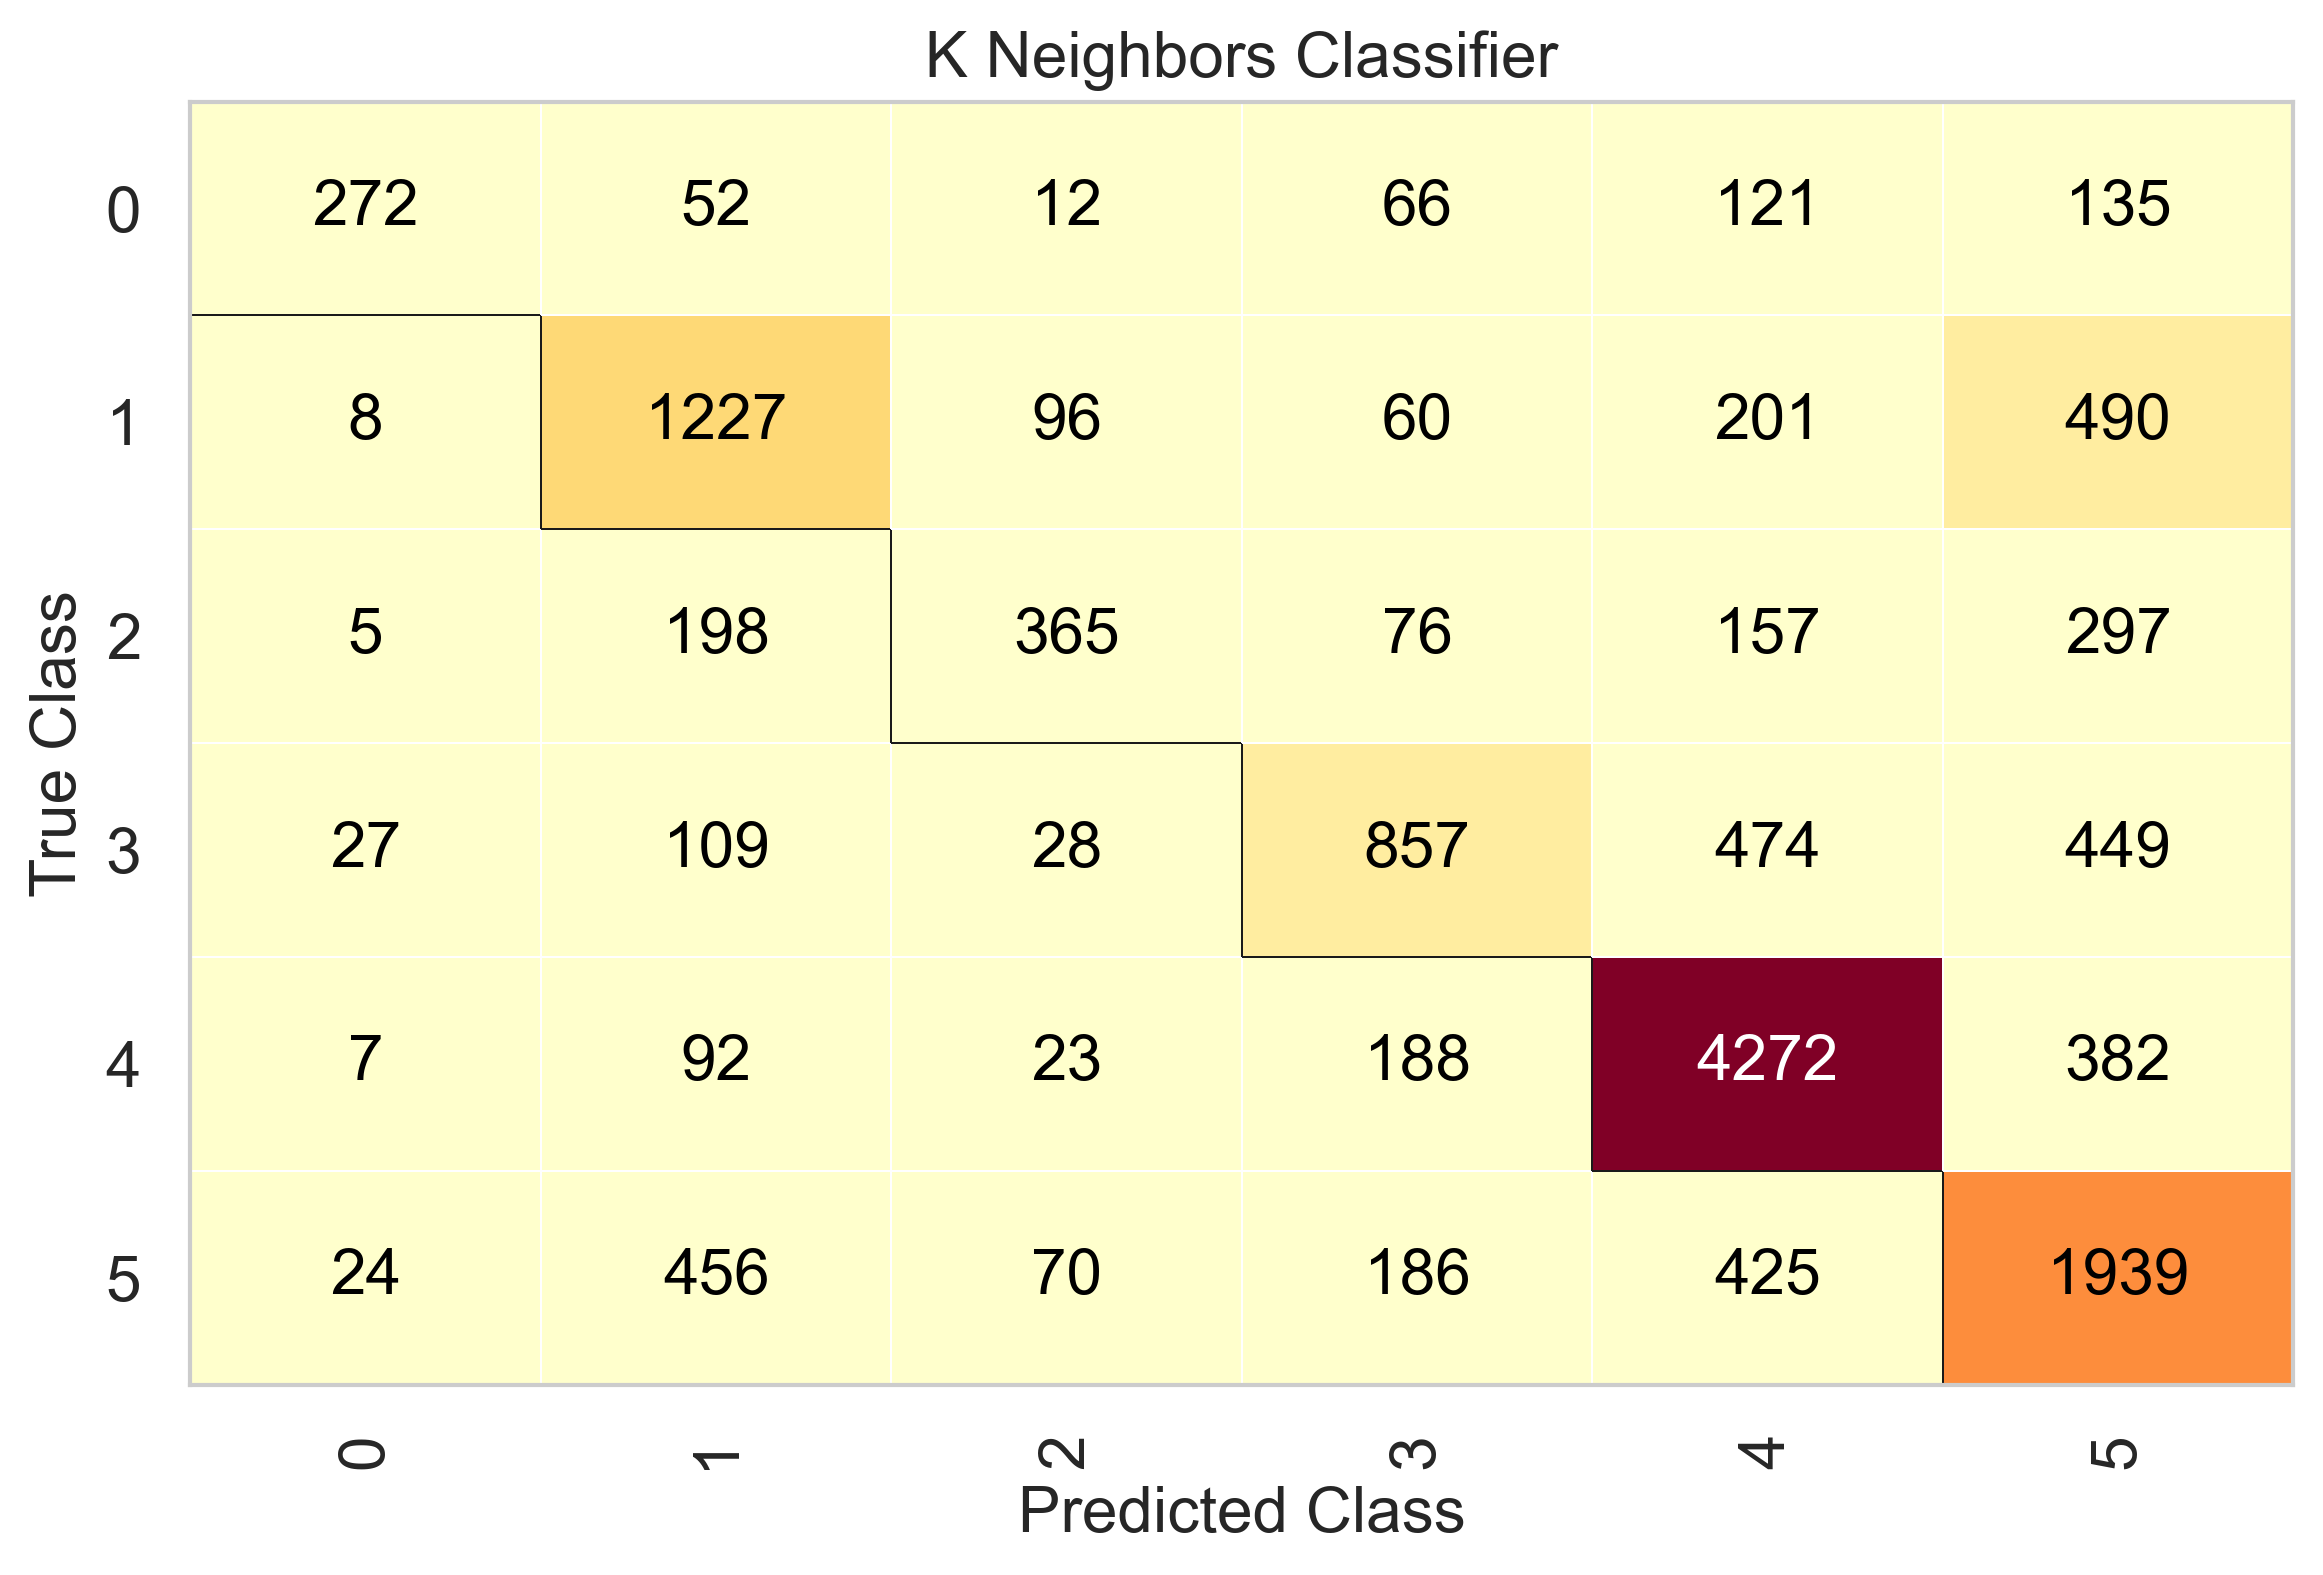 K Neighbors Classifier
0 272 52 12 66 121 135
1 8 1227 96 60 201 490
2 5 198 365 76 157 297
3 27 109 28 857 474 449
4 7 92 23 188 4272 382
5 24 456 70 186 425 1939
True Class
0 1 2 3 4 5
Predicted Class